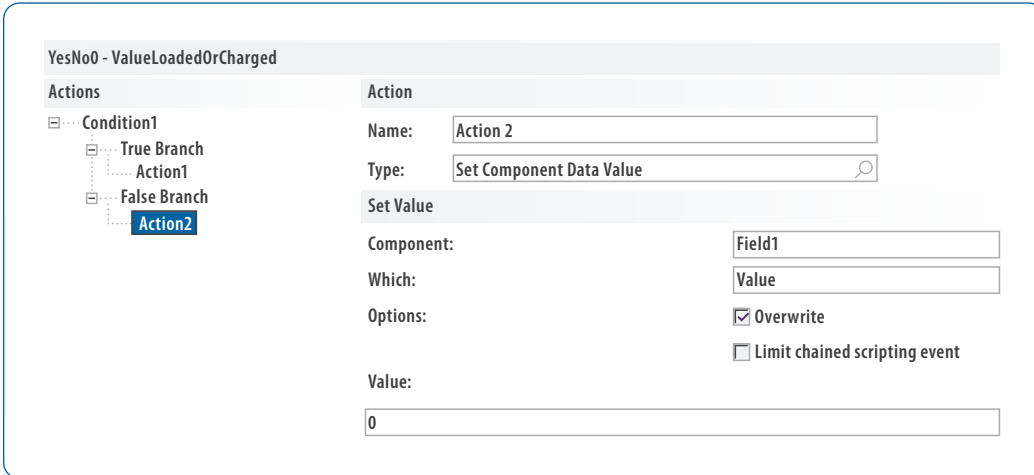 YesNo0 - ValueLoadedOrCharged
Actions
Condition1
True Branch
Action1
False Branch
Action2
Action
Name: Action 2
Type: Set Component Data Value
Set Value
Component: Field1
Which: Value
Options: Overwrite
Limit chained scripting event
Value:
0